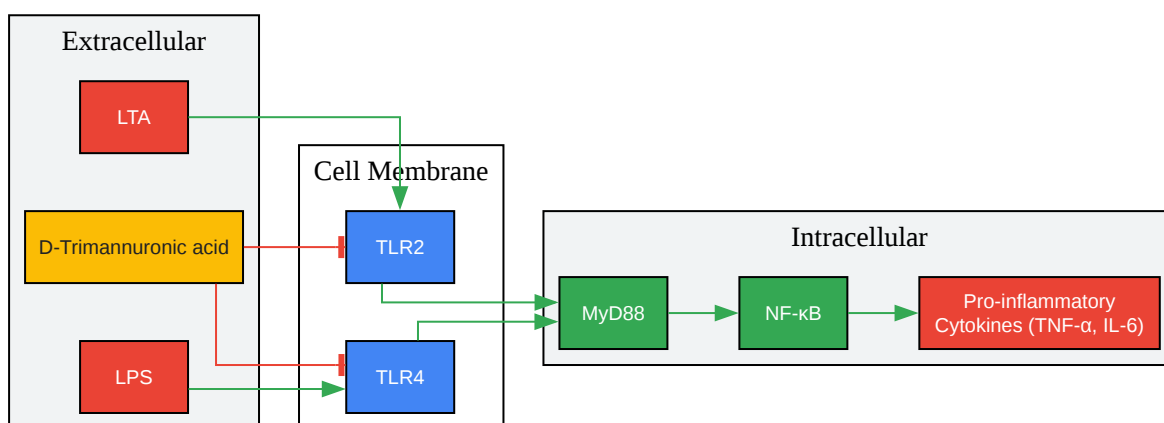 Extracellular
LTA
Cell Membrane
D-Trimannuronic acid
TLR2
Intracellular
MyD88
NF-κB
Pro-inflammatory
Cytokines (TNF-α, IL-6)
LPS
TLR4